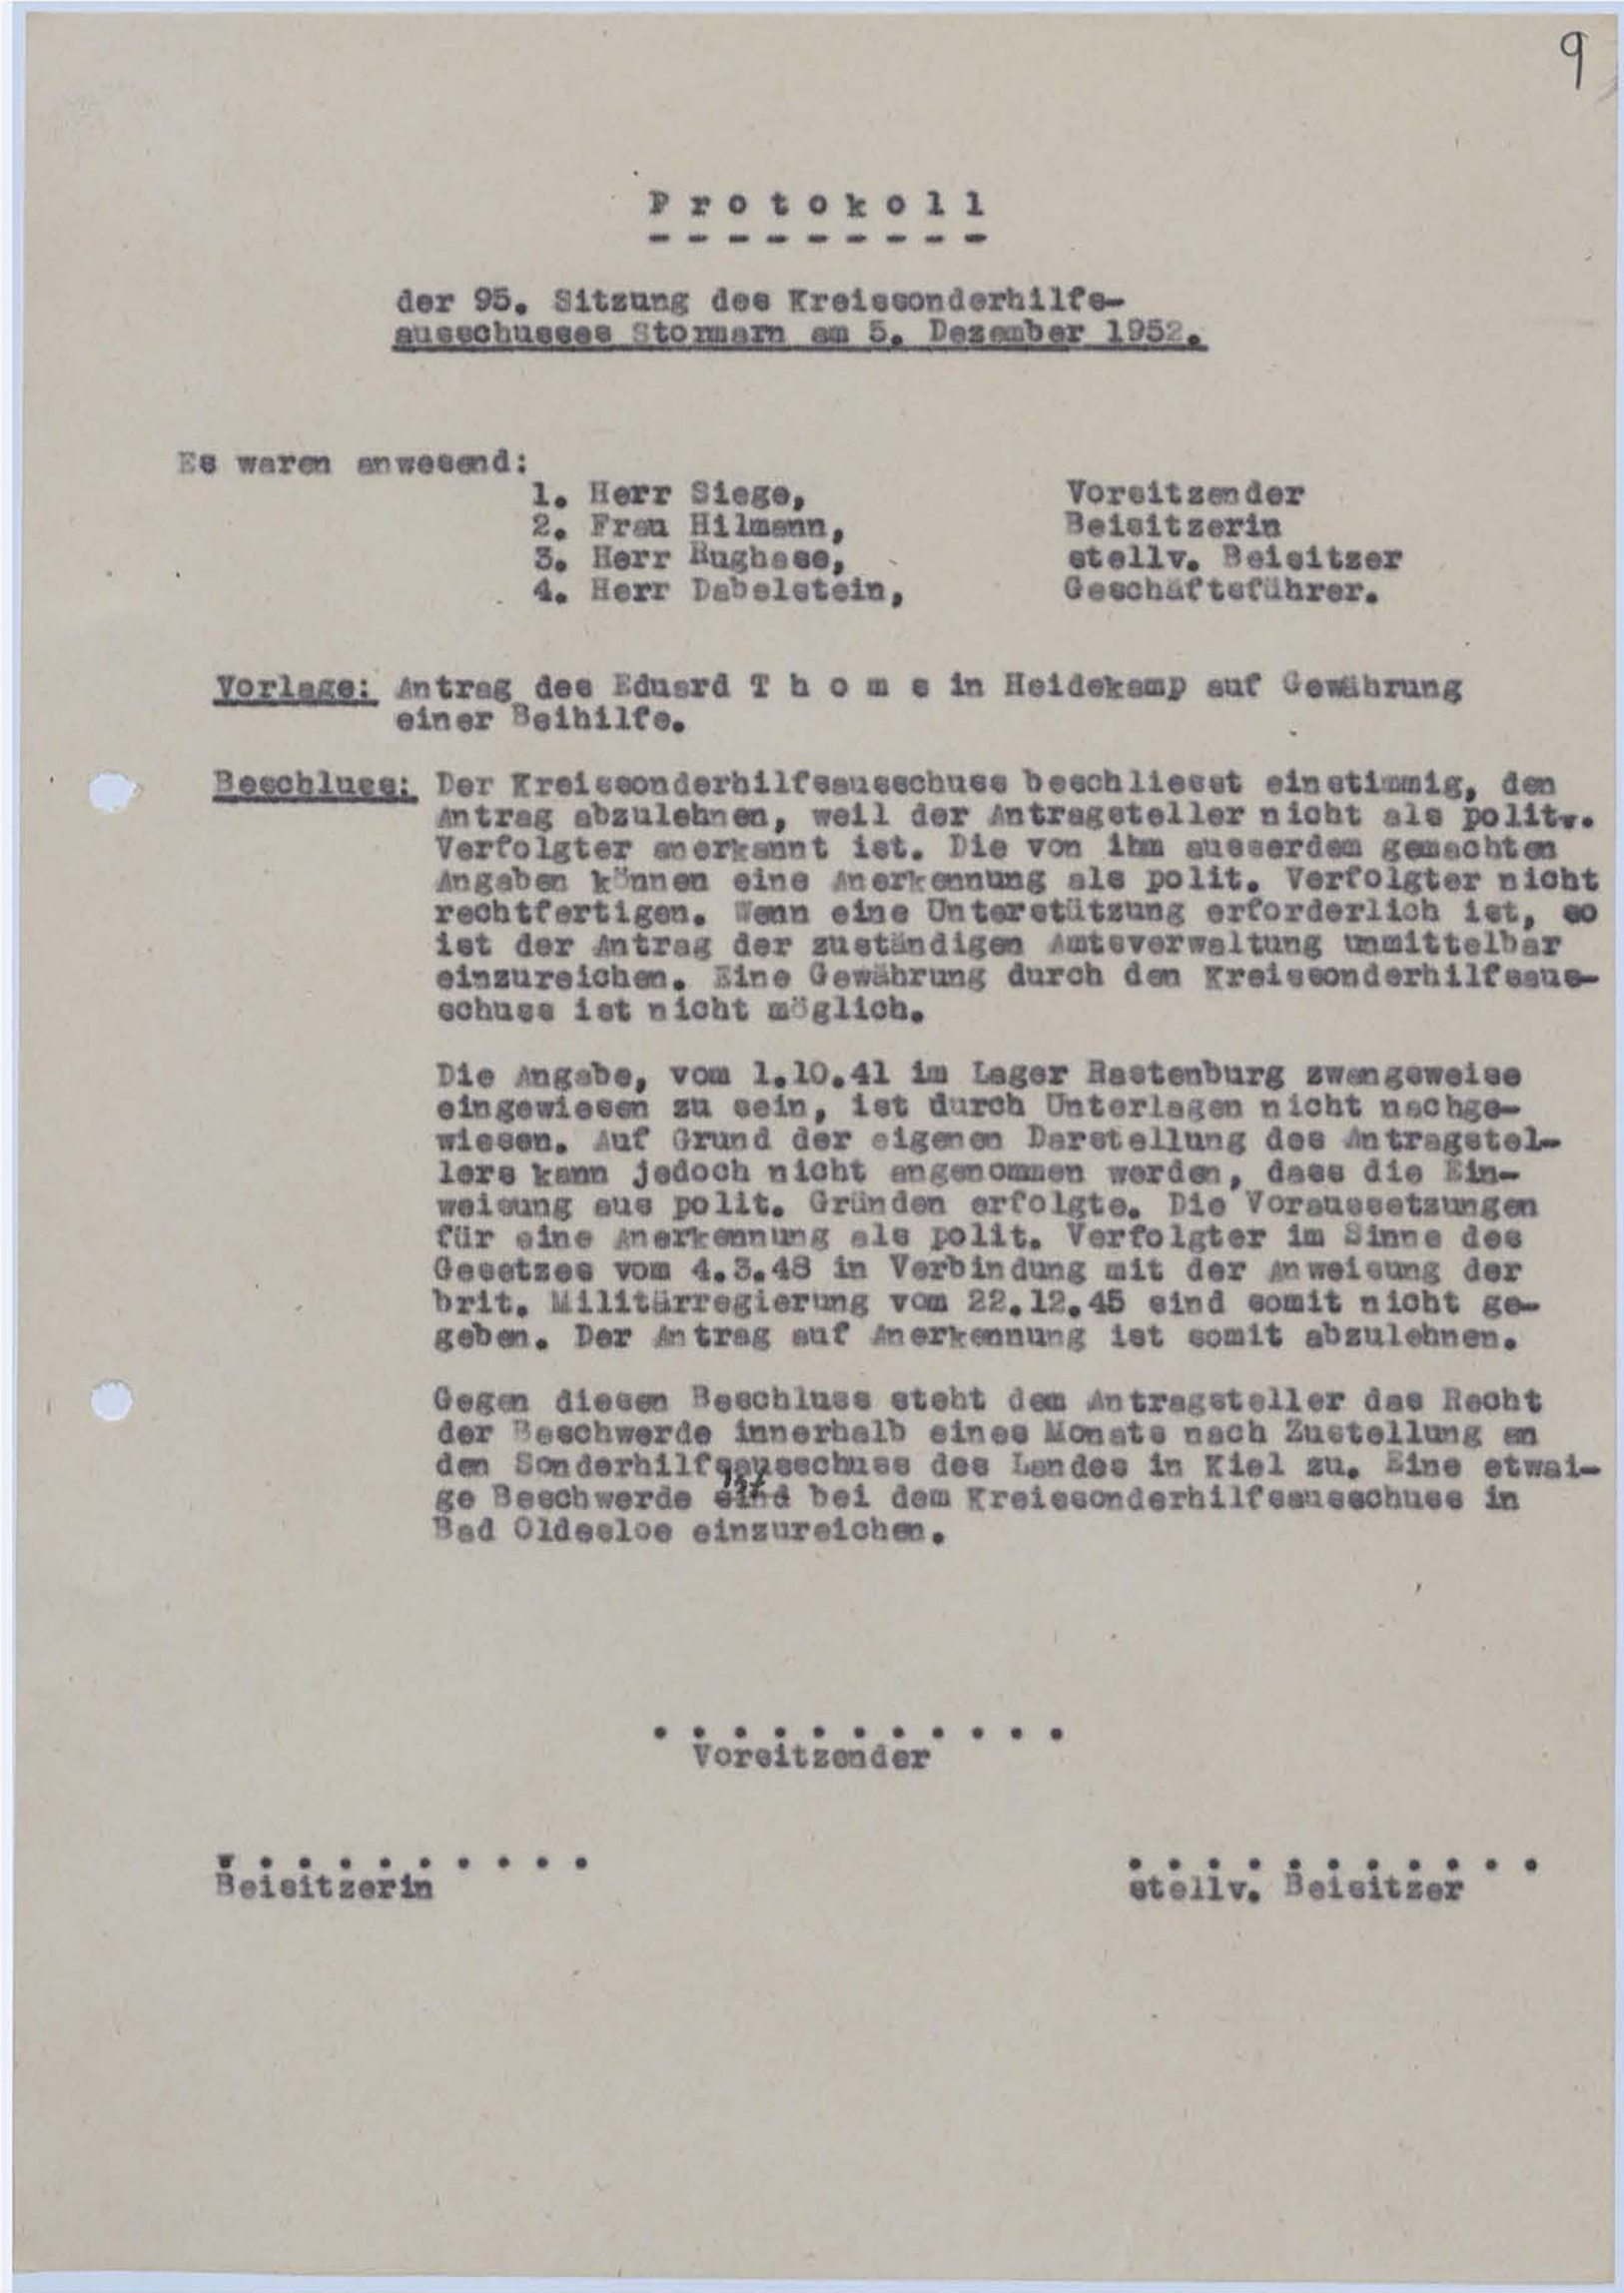 9
P r o t o k o l l
- - - - - - - - -
der 95. Sitzung des Kreissonderhilfs-
ausschusses Stormarn am 5. Dezember 1952.
Es waren anwesend:
1. Herr Siege, Vorsitzender
2. Frau Hilmann, Beisitzerin
3. Herr Hughase, stellv. Beisitzer
4. Herr Dabelstein, Geschäftsführer.
Vorlage: Antrag des Eduard T h o m s in Heidekamp auf Gewährung
einer Beihilfe.
Beschluss: Der Kreissonderhilfsausschuss beschliesst einstimmig, den
Antrag abzulehnen, weil der Antragsteller nicht als polit.
Verfolgter anerkannt ist. Die von ihm ausserdem gemachten
Angaben können eine Anerkennung als polit. Verfolgter nicht
rechtfertigen. Wenn eine Unterstützung erforderlich ist, so
ist der Antrag der zuständigen Amtsverwaltung unmittelbar
einzureichen. Eine Gewährung durch den Kreissonderhilfsaus-
schuss ist nicht möglich.
Die Angabe, vom 1.10.41 im Lager Rastenburg zwangsweise
eingewiesen zu sein, ist durch Unterlagen nicht nachge-
wiesen. Auf Grund der eigenen Darstellung des Antragstel-
lers kann jedoch nicht angenommen werden, dass die Ein-
weisung aus polit. Gründen erfolgte. Die Voraussetzungen
für eine Anerkennung als polit. Verfolgter im Sinne des
Gesetzes vom 4.3.48 in Verbindung mit der Anweisung der
brit. Militärregierung vom 22.12.45 sind somit nicht ge-
geben. Der Antrag auf Anerkennung ist somit abzulehnen.
Gegen diesen Beschluss steht dem Antragsteller das Recht
der Beschwerde innerhalb eines Monats nach Zustellung an
den Sonderhilfsausschuss des Landes in Kiel zu. Eine etwai-
ge Beschwerde ist bei dem Kreissonderhilfsausschuss in
Bad Oldesloe einzureichen.
. . . . . . . . . . .
Vorsitzender
. . . . . . . . . . . . . . . . . . . . .
Beisitzerin stellv. Beisitzer